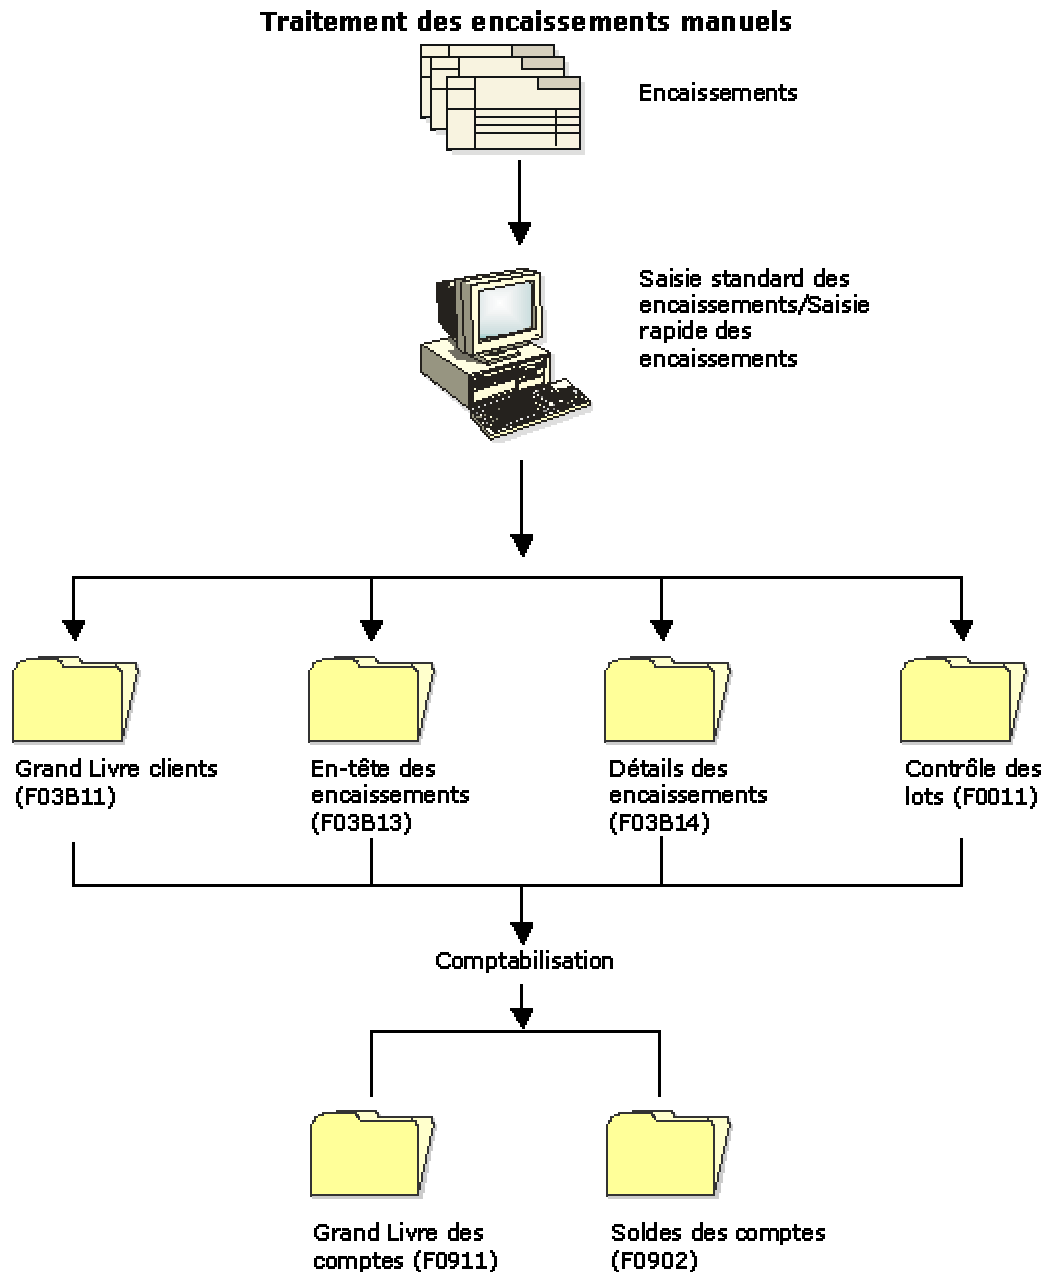 Traitement des encaissements manuels
Encaissements
Saisie standard des
encaissements/Saisie
rapide des
encaissements
Grand Livre clients
(F03B11)
En-tête des
encaissements
(F03B13)
Détails des
encaissements
(F03B14)
Contrôle des
lots (F0011)
Comptabilisation
Grand Livre des
comptes (F0911)
Soldes des comptes
(F0902)